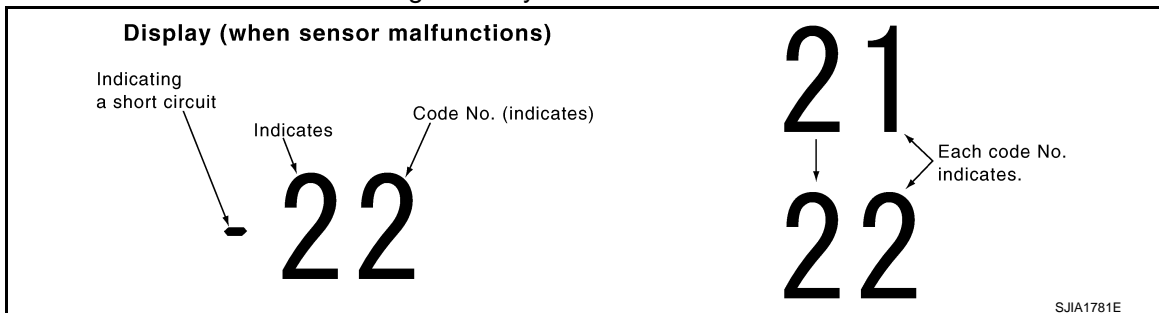 Display (when sensor malfunctions)
Indicating
a short circuit
Indicates
Code No. (indicates)
- 22
21
Each code No.
indicates.
22
SJIA1781E